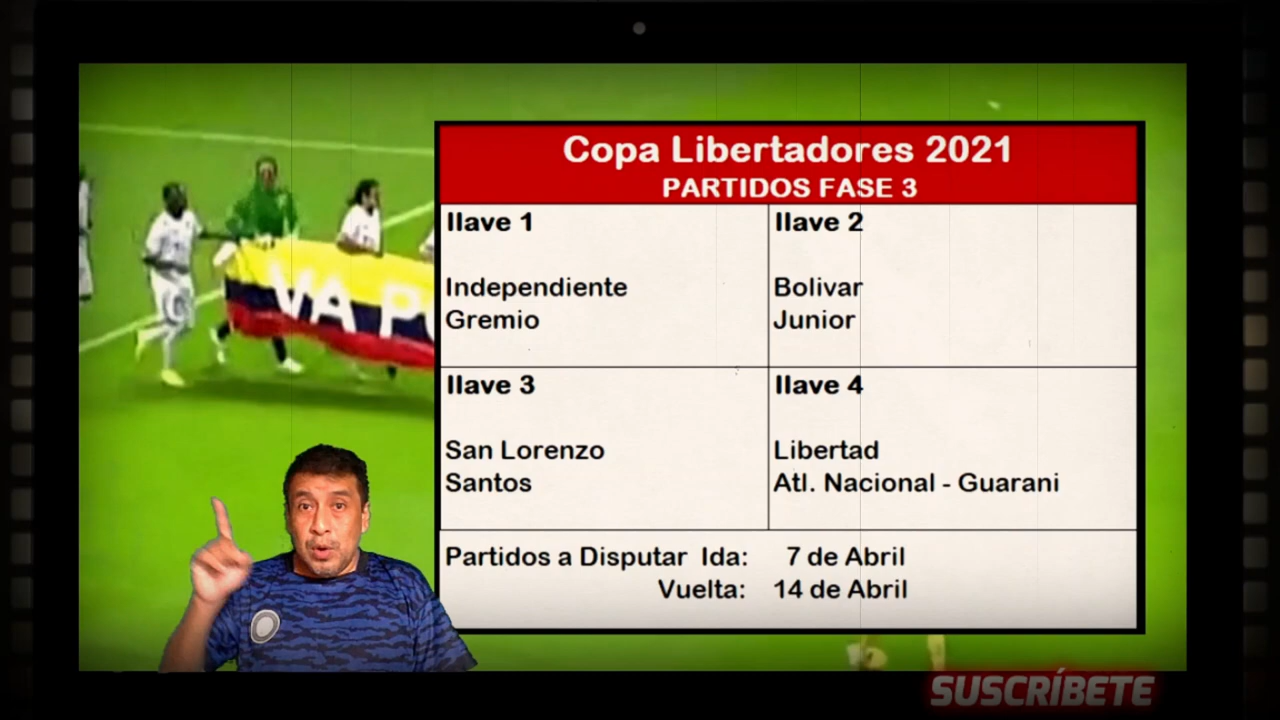 VA P
Copa Libertadores 2021
PARTIDOS FASE 3
llave 1
Independiente
Gremio
llave 2
Bolivar
Junior
llave 3
San Lorenzo
Santos
llave 4
Libertad
Atl. Nacional - Guarani
Partidos a Disputar Ida: 7 de Abril
Vuelta: 14 de Abril
SUSCRÍBETE